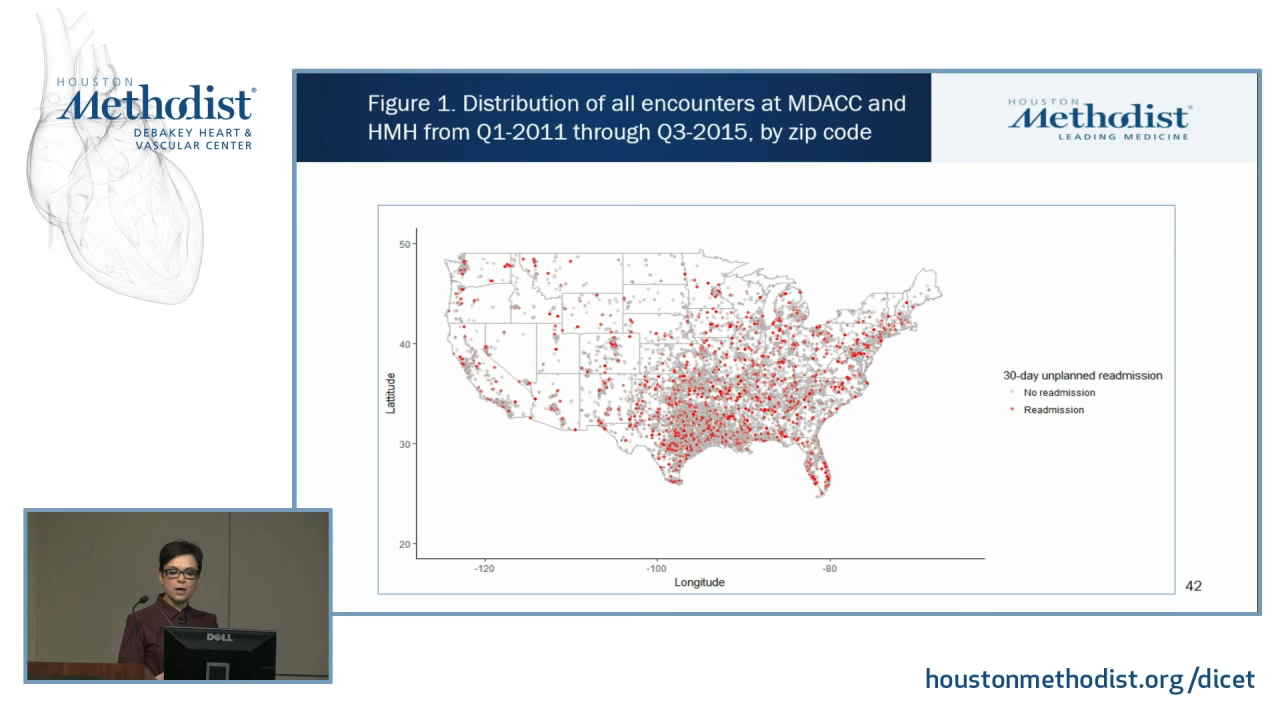 HOUSTON
Methodist®
DEBAKEY HEART &
VASCULAR CENTER
Figure 1. Distribution of all encounters at MDACC and
HMH from Q1-2011 through Q3-2015, by zip code
HOUSTON
Methodist®
LEADING MEDICINE
50
40
30
20
Lattitude
-120
-100
-80
Longitude
30-day unplanned readmission
No readmission
Readmission
42
DELL
houstonmethodist.org/dicet